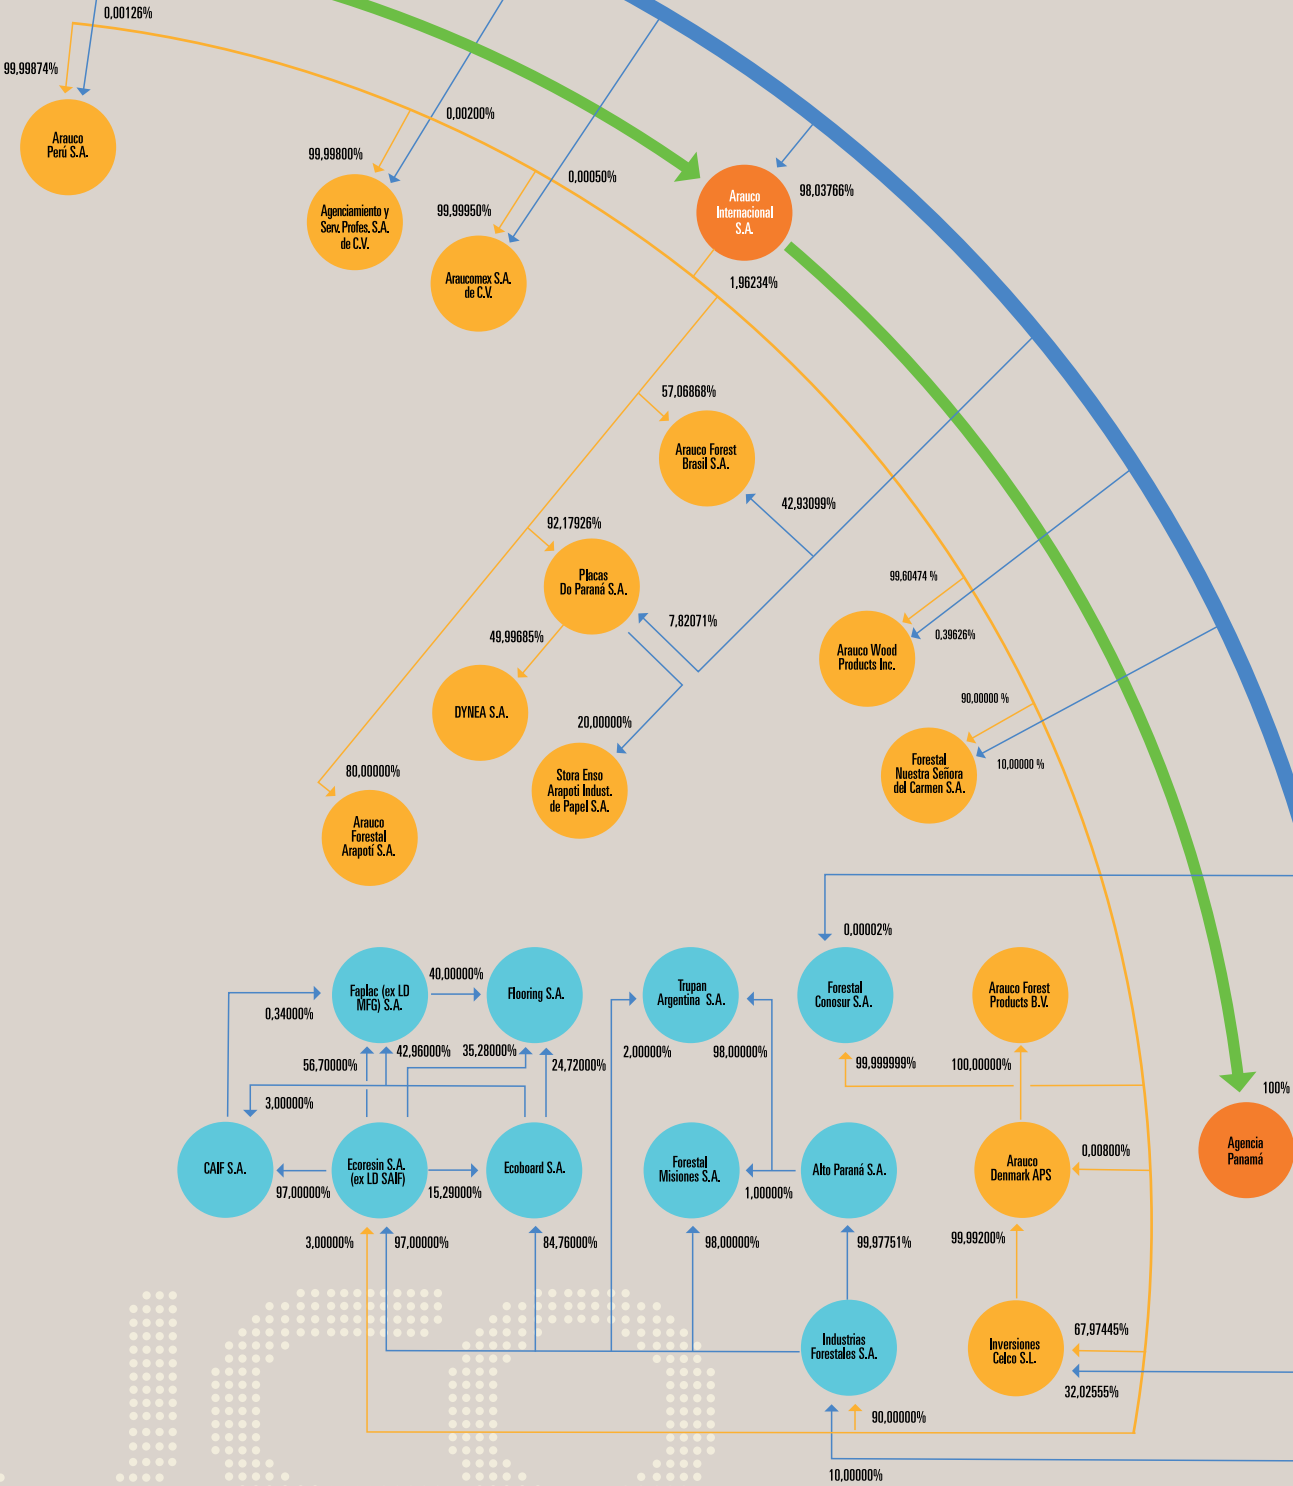 0,00126%
99,99874%
Arauco
Perú S.A.
0,00200%
99,99800%
Agenciamiento y
Serv. Profes. S.A.
de C.V.
0,00050%
99,99950%
Araucomex S.A.
de C.V.
Arauco
Internacional
S.A.
98,03766%
1,96234%
57,06868%
Arauco Forest
Brasil S.A.
42,93099%
92,17926%
Placas
Do Paraná S.A.
7,82071%
49,99685%
DYNEA S.A.
20,00000%
Stora Enso
Arapoti Indust.
de Papel S.A.
80,00000%
Arauco
Forestal
Arapotí S.A.
99,60474 %
0,39626%
Arauco Wood
Products Inc.
90,00000 %
10,00000 %
Forestal
Nuestra Señora
del Carmen S.A.
0,00002%
Faplac (ex LD
MFG) S.A.
40,00000%
Flooring S.A.
Trupan
Argentina S.A.
Forestal
Conosur S.A.
Arauco Forest
Products B.V.
0,34000%
56,70000%
42,96000%
35,28000%
24,72000%
2,00000%
98,00000%
99,999999%
100,00000%
100%
3,00000%
CAIF S.A.
97,00000%
Ecoresin S.A.
(ex LD SAIF)
15,29000%
Ecoboard S.A.
Forestal
Misiones S.A.
1,00000%
Alto Paraná S.A.
Arauco
Denmark APS
0,00800%
Agencia
Panamá
3,00000%
97,00000%
84,76000%
98,00000%
99,97751%
99,99200%
Industrias
Forestales S.A.
Inversiones
Celco S.L.
67,97445%
32,02555%
90,00000%
10,00000%